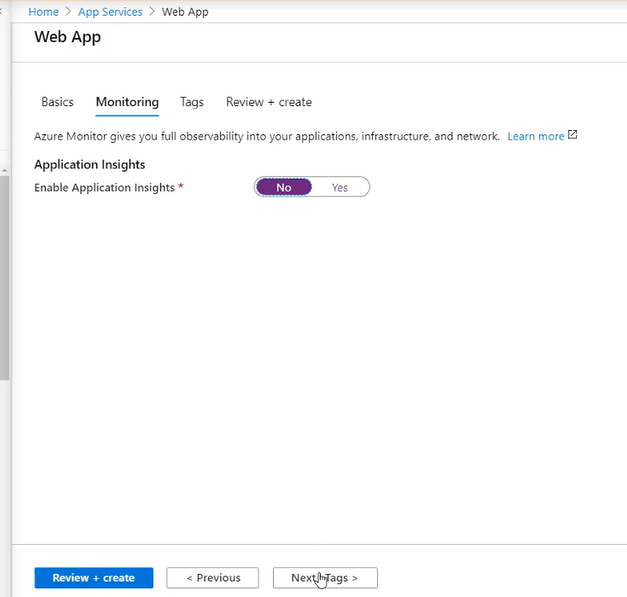 Home > App Services > Web App
Web App
Basics Monitoring Tags Review + create
Azure Monitor gives you full observability into your applications, infrastructure, and network. Learn more
Application Insights
Enable Application Insights * No Yes
Review + create < Previous Next: Tags >